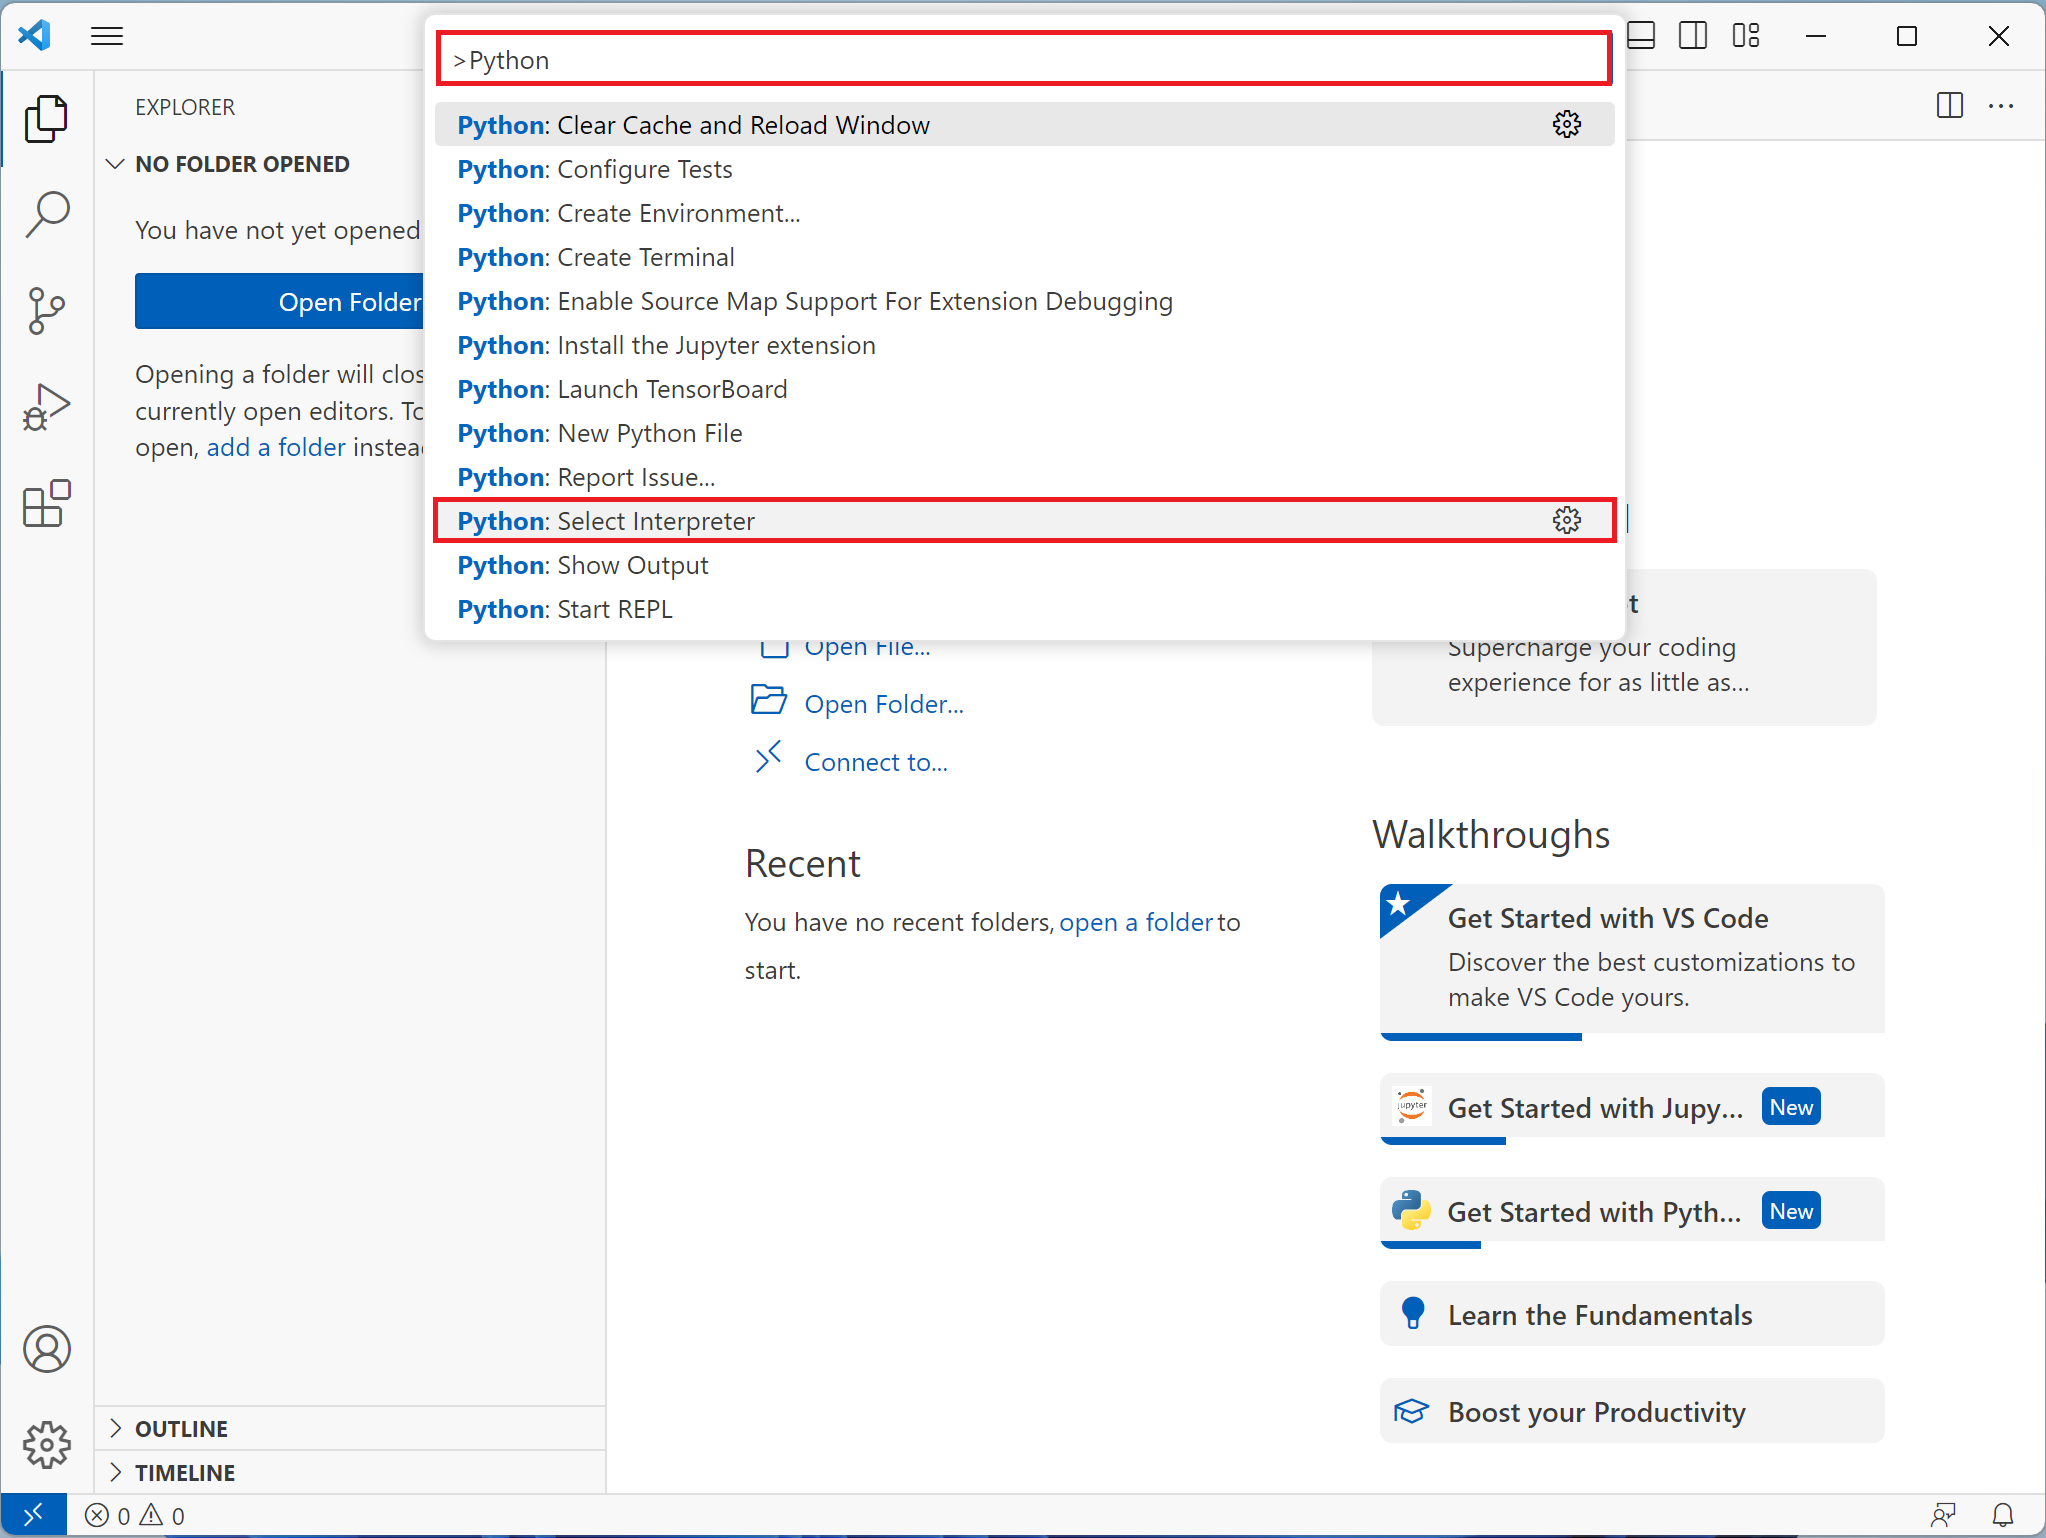 >Python
Python: Clear Cache and Reload Window
Python: Configure Tests
Python: Create Environment...
Python: Create Terminal
Python: Enable Source Map Support For Extension Debugging
Python: Install the Jupyter extension
Python: Launch TensorBoard
Python: New Python File
Python: Report Issue...
Python: Select Interpreter
Python: Show Output
Python: Start REPL
EXPLORER
NO FOLDER OPENED
You have not yet opened
Open Folder
Opening a folder will clos
currently open editors. To
open, add a folder instead
OUTLINE
TIMELINE
Open File...
Open Folder...
Connect to...
Recent
You have no recent folders, open a folder to
start.
t
Supercharge your coding
experience for as little as...
Walkthroughs
Get Started with VS Code
Discover the best customizations to
make VS Code yours.
jupyter
Get Started with Jupy... New
Get Started with Pyth... New
Learn the Fundamentals
Boost your Productivity
0 0